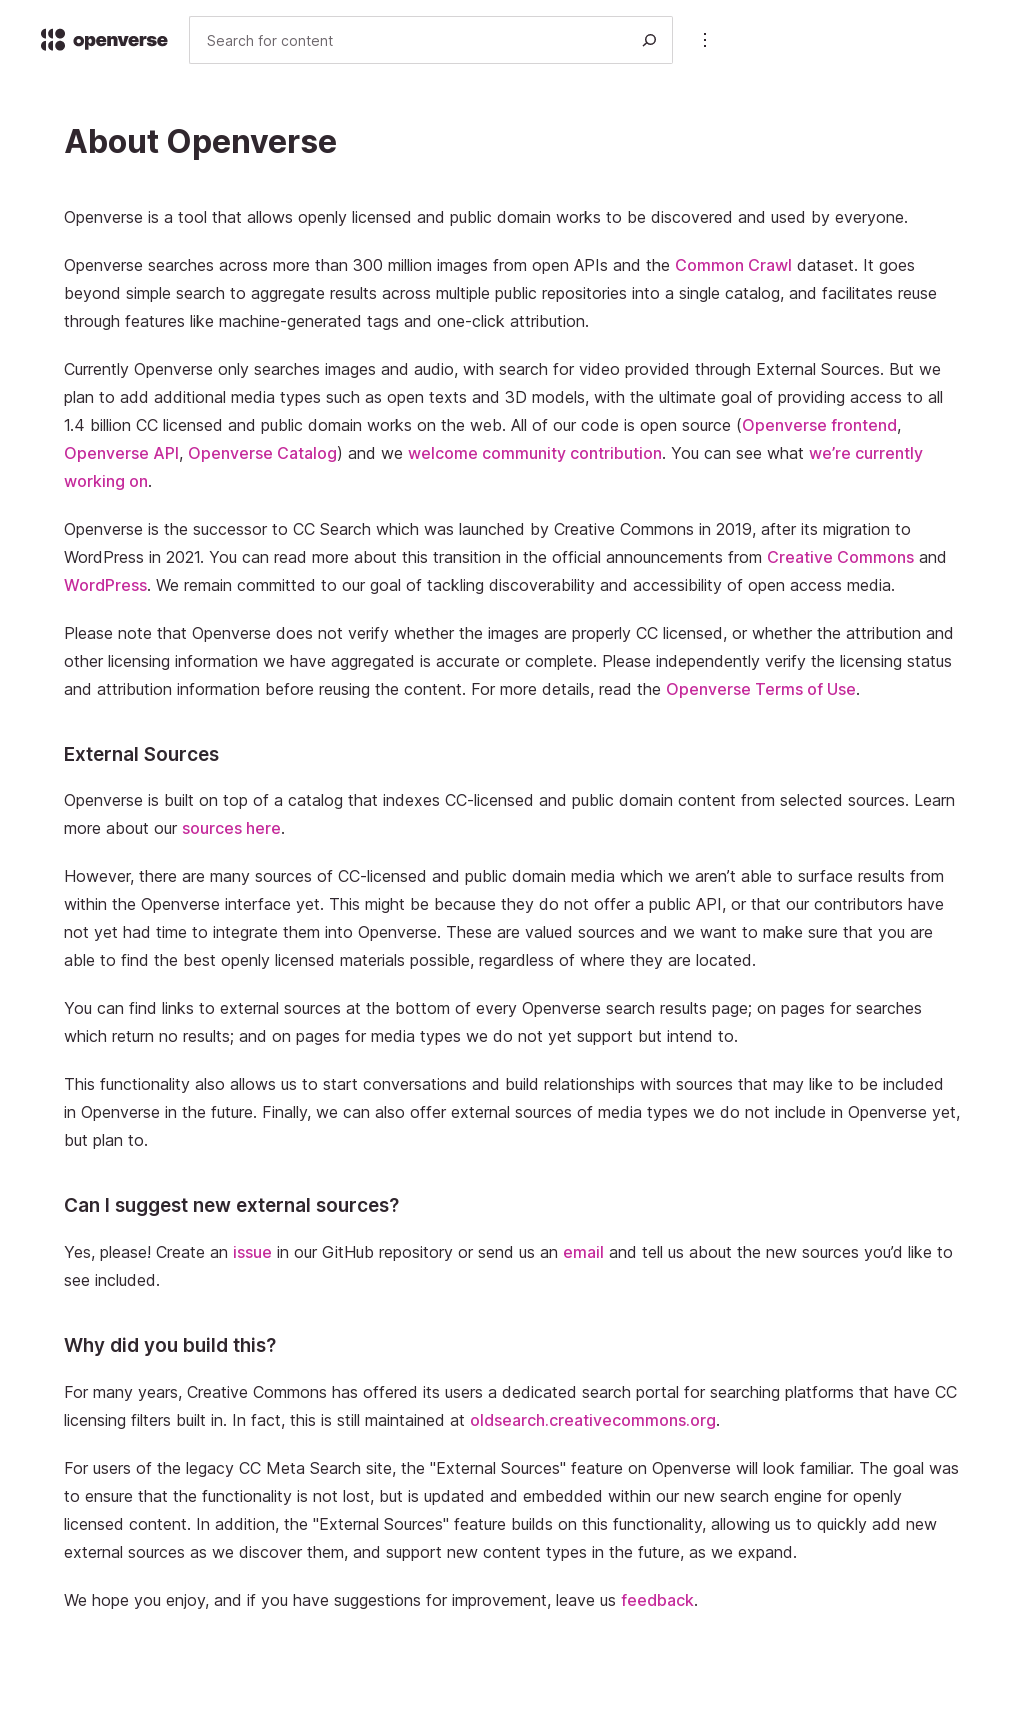 openverse
Search for content
About Openverse
Openverse is a tool that allows openly licensed and public domain works to be discovered and used by everyone.
Openverse searches across more than 300 million images from open APIs and the Common Crawl dataset. It goes
beyond simple search to aggregate results across multiple public repositories into a single catalog, and facilitates reuse
through features like machine-generated tags and one-click attribution.
Currently Openverse only searches images and audio, with search for video provided through External Sources. But we
plan to add additional media types such as open texts and 3D models, with the ultimate goal of providing access to all
1.4 billion CC licensed and public domain works on the web. All of our code is open source (Openverse frontend,
Openverse API, Openverse Catalog) and we welcome community contribution. You can see what we’re currently
working on.
Openverse is the successor to CC Search which was launched by Creative Commons in 2019, after its migration to
WordPress in 2021. You can read more about this transition in the official announcements from Creative Commons and
WordPress. We remain committed to our goal of tackling discoverability and accessibility of open access media.
Please note that Openverse does not verify whether the images are properly CC licensed, or whether the attribution and
other licensing information we have aggregated is accurate or complete. Please independently verify the licensing status
and attribution information before reusing the content. For more details, read the Openverse Terms of Use.
External Sources
Openverse is built on top of a catalog that indexes CC-licensed and public domain content from selected sources. Learn
more about our sources here.
However, there are many sources of CC-licensed and public domain media which we aren’t able to surface results from
within the Openverse interface yet. This might be because they do not offer a public API, or that our contributors have
not yet had time to integrate them into Openverse. These are valued sources and we want to make sure that you are
able to find the best openly licensed materials possible, regardless of where they are located.
You can find links to external sources at the bottom of every Openverse search results page; on pages for searches
which return no results; and on pages for media types we do not yet support but intend to.
This functionality also allows us to start conversations and build relationships with sources that may like to be included
in Openverse in the future. Finally, we can also offer external sources of media types we do not include in Openverse yet,
but plan to.
Can I suggest new external sources?
Yes, please! Create an issue in our GitHub repository or send us an email and tell us about the new sources you’d like to
see included.
Why did you build this?
For many years, Creative Commons has offered its users a dedicated search portal for searching platforms that have CC
licensing filters built in. In fact, this is still maintained at oldsearch.creativecommons.org.
For users of the legacy CC Meta Search site, the "External Sources" feature on Openverse will look familiar. The goal was
to ensure that the functionality is not lost, but is updated and embedded within our new search engine for openly
licensed content. In addition, the "External Sources" feature builds on this functionality, allowing us to quickly add new
external sources as we discover them, and support new content types in the future, as we expand.
We hope you enjoy, and if you have suggestions for improvement, leave us feedback.